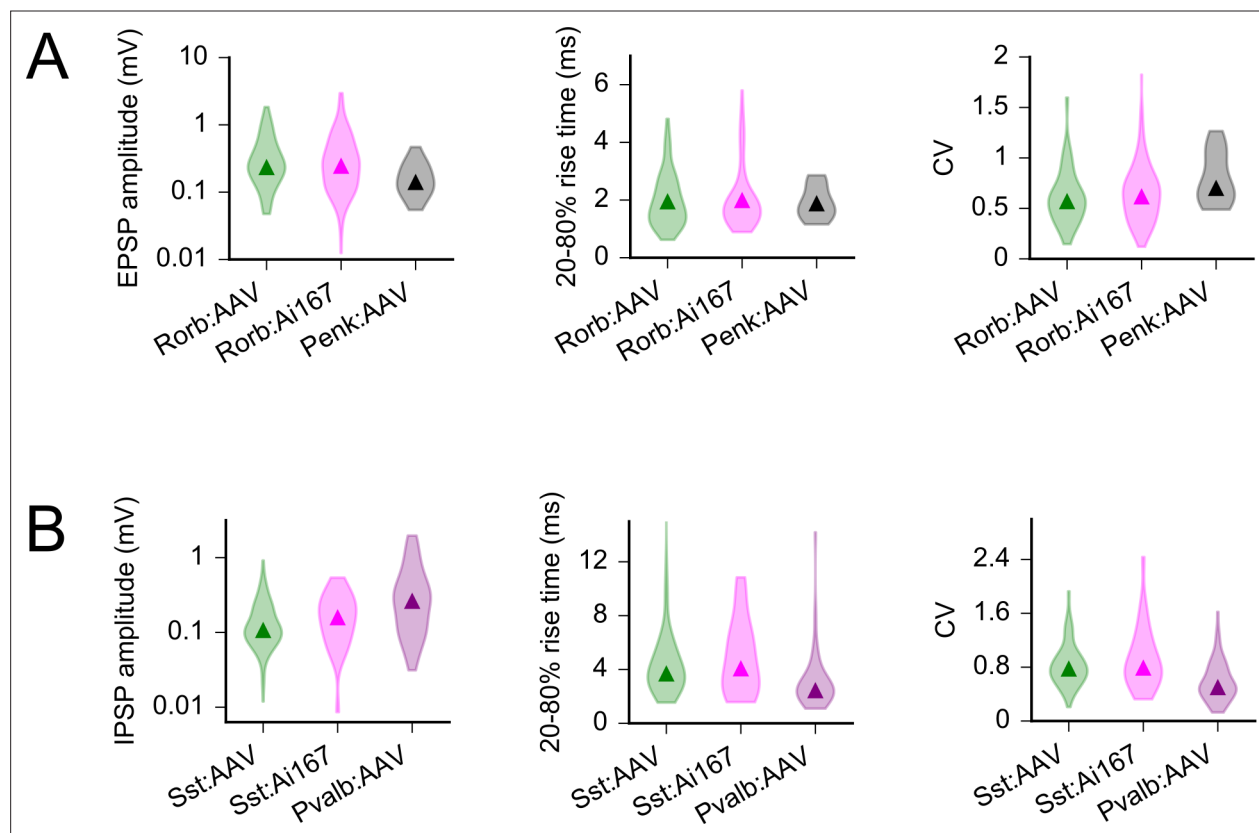 A
EPSP amplitude (mV)
10
1
0.1
0.01
Rorb:AAV
Rorb:Ai167
Penk:AAV
20-80% rise time (ms)
6
4
2
0
Rorb:AAV
Rorb:Ai167
Penk:AAV
CV
2
1.5
1
0.5
0
Rorb:AAV
Rorb:Ai167
Penk:AAV
B
IPSP amplitude (mV)
1
0.1
0.01
Sst:AAV
Sst:Ai167
Pvalb:AAV
20-80% rise time (ms)
12
8
4
0
Sst:AAV
Sst:Ai167
Pvalb:AAV
CV
2.4
1.6
0.8
0
Sst:AAV
Sst:Ai167
Pvalb:AAV